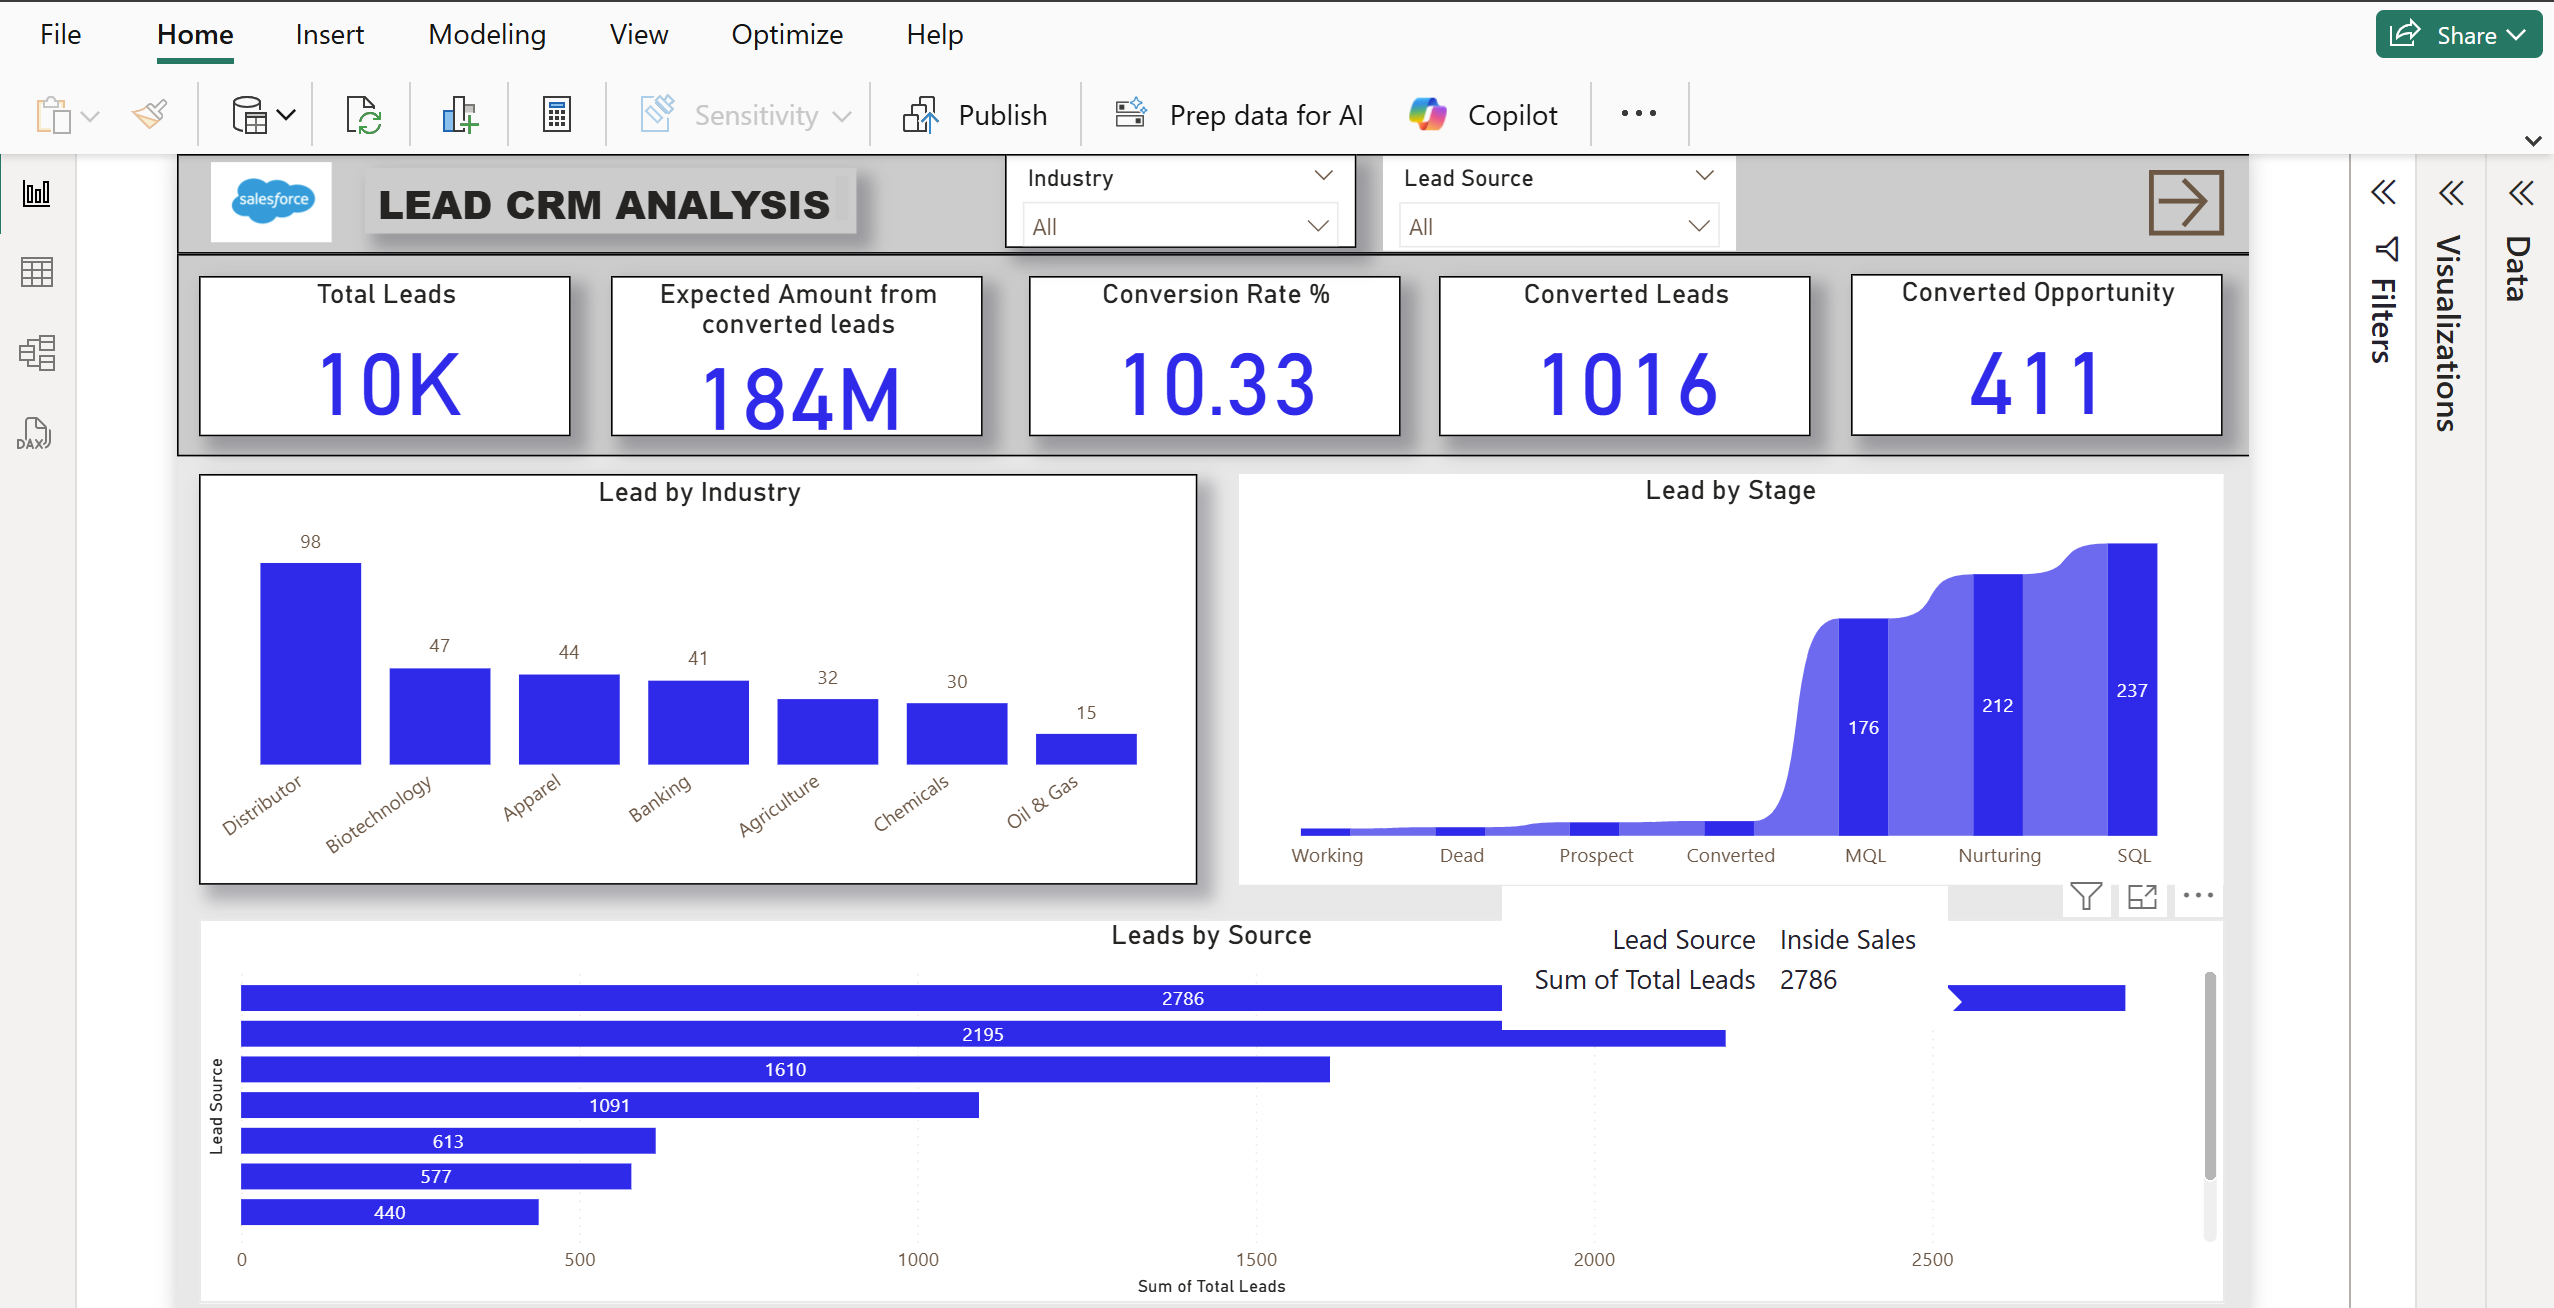 File Home Insert Modeling View Optimize Help Share
Sensitivity Publish Prep data for AI Copilot
salesforce
LEAD CRM ANALYSIS
Industry
All
Lead Source
All
Total Leads
10K
Expected Amount from
converted leads
184M
Conversion Rate %
10.33
Converted Leads
1016
Converted Opportunity
411
Filters
Visualizations
Data
DAX
Lead by Industry
98
47
44
41
32
30
15
Distributor
Biotechnology
Apparel
Banking
Agriculture
Chemicals
Oil & Gas
Lead by Stage
176
212
237
Working Dead Prospect Converted MQL Nurturing SQL
Leads by Source
Lead Source Inside Sales
Sum of Total Leads 2786
Lead Source
2786
2195
1610
1091
613
577
440
0 500 1000 1500 2000 2500
Sum of Total Leads